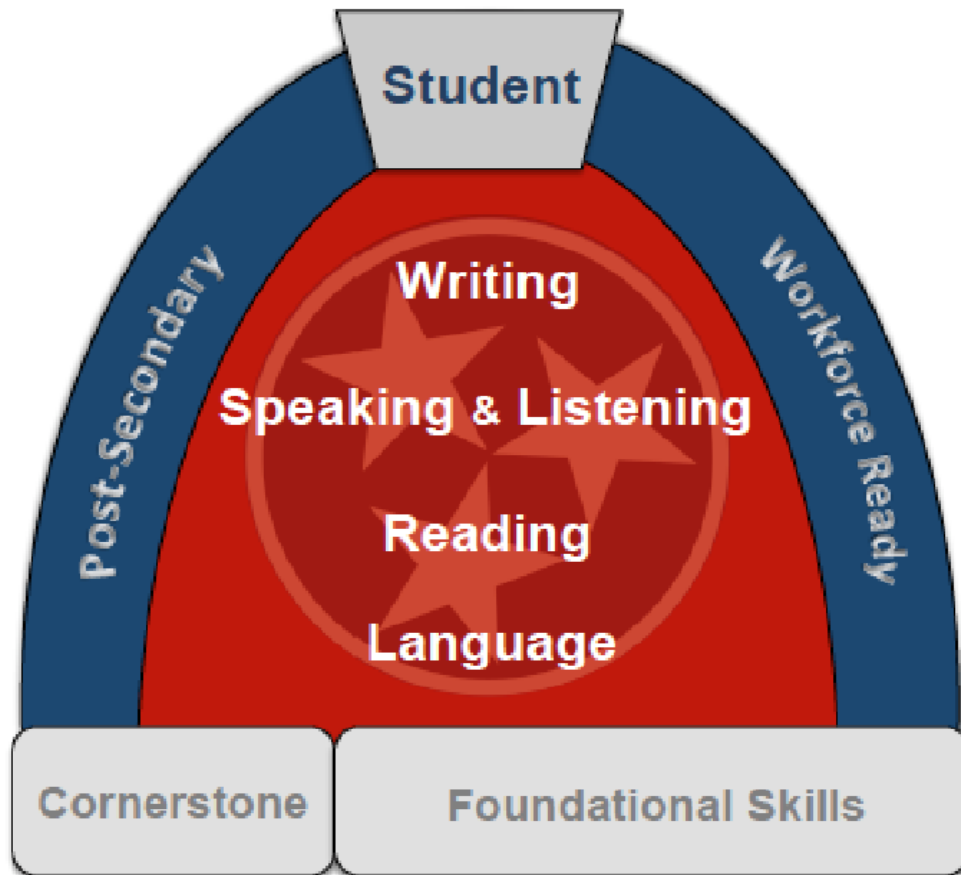 Student
Post-Secondary
Workforce Ready
Writing
Speaking & Listening
Reading
Language
Cornerstone
Foundational Skills